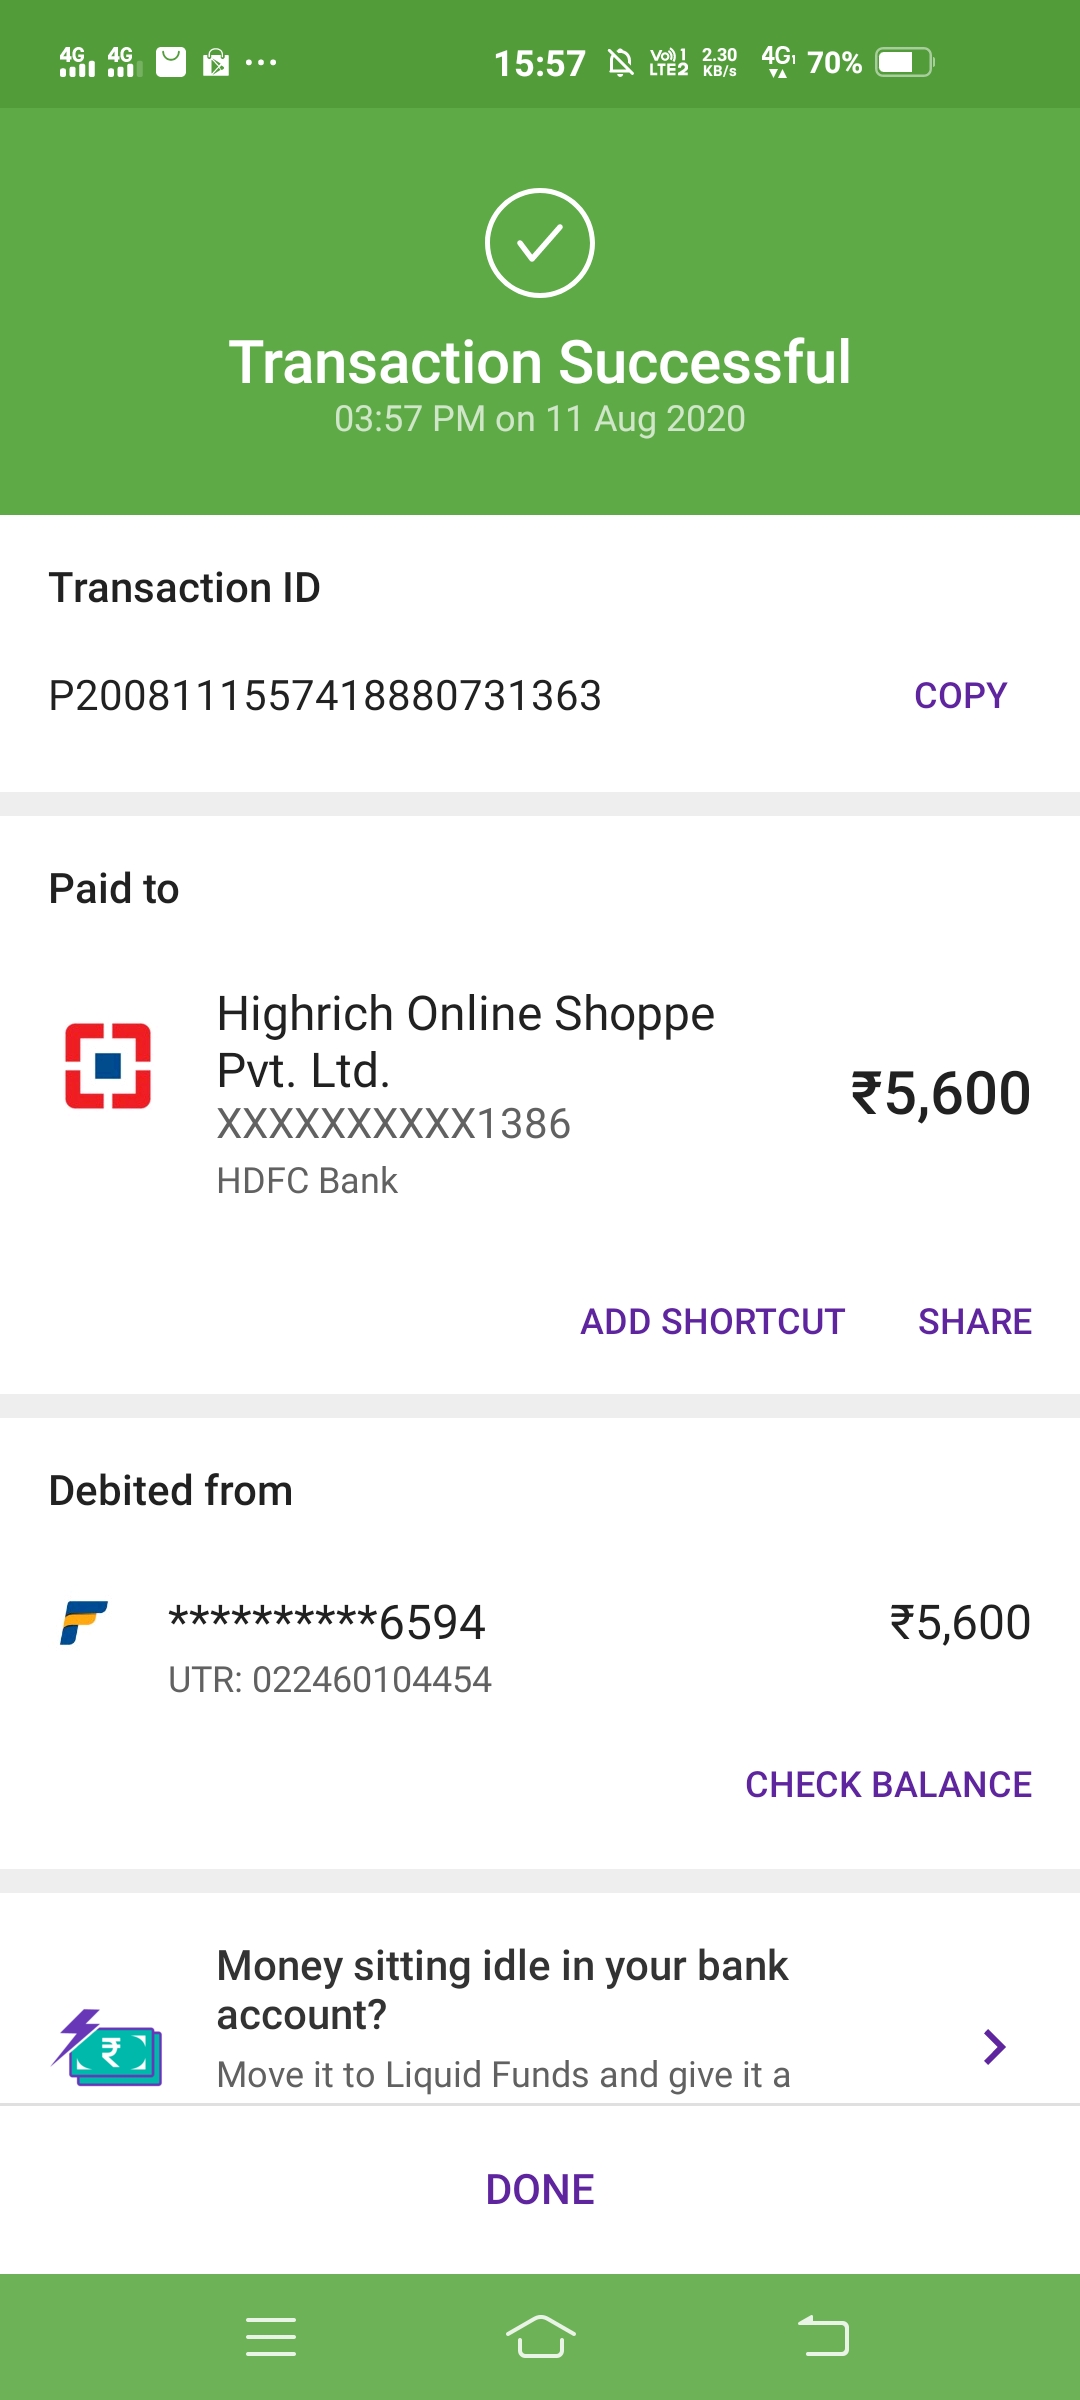 4G 4G ... 15:57 Vo)) 1 LTE2 2.30 KB/s 4G1 70%
Transaction Successful
03:57 PM on 11 Aug 2020
Transaction ID
P2008111557418880731363 COPY
Paid to
Highrich Online Shoppe
Pvt. Ltd.
₹5,600
XXXXXXXXXX1386
HDFC Bank
ADD SHORTCUT SHARE
Debited from
**********6594 ₹5,600
UTR: 022460104454
CHECK BALANCE
Money sitting idle in your bank
account?
Move it to Liquid Funds and give it a
DONE